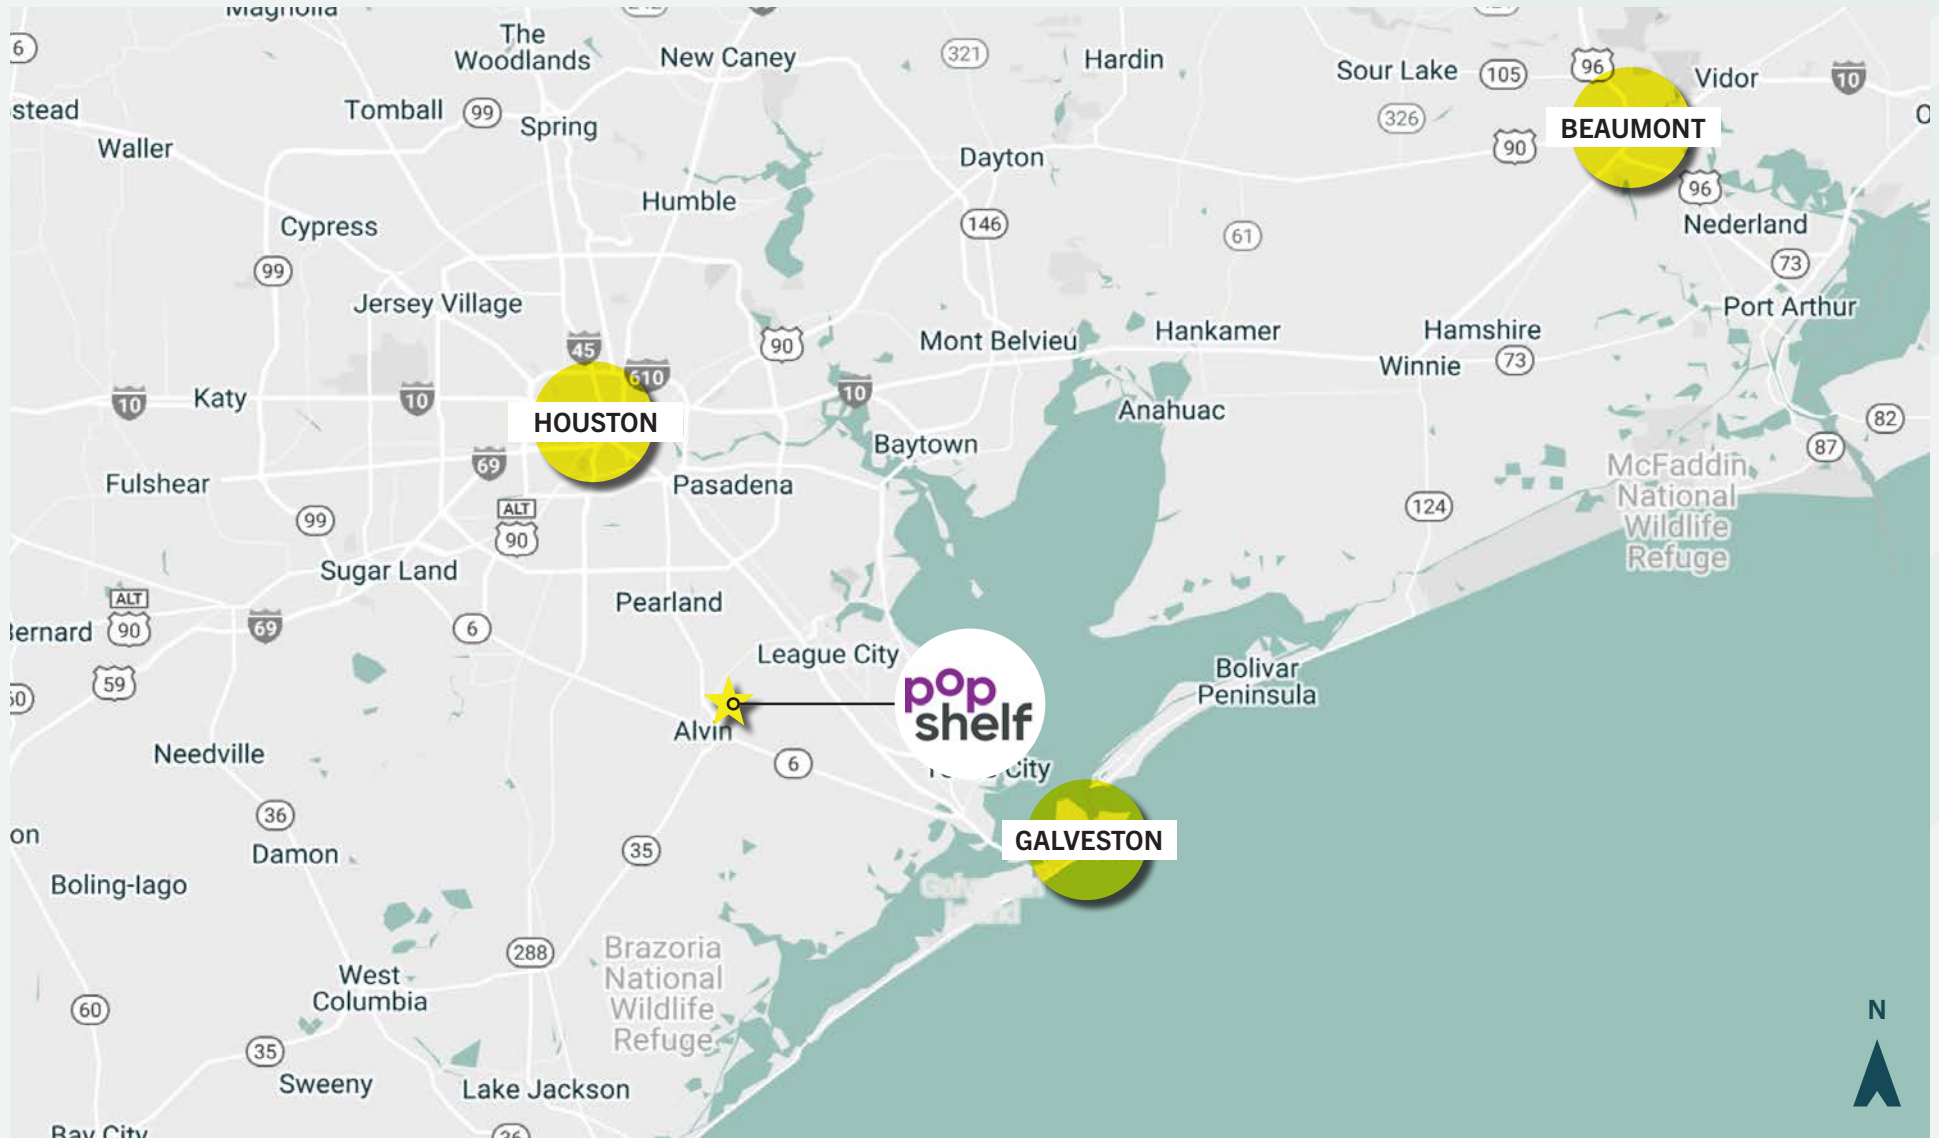 Magnolia
The
Woodlands
New Caney
321
Hardin
Sour Lake
105
96
Vidor
10
6
stead
Tomball
99
Spring
326
BEAUMONT
Waller
Dayton
90
96
Humble
Cypress
146
61
Nederland
99
73
Jersey Village
Port Arthur
45
90
Mont Belvieu
Hankamer
Hamshire
Winnie
73
610
10
Katy
10
10
HOUSTON
Anahuac
82
Baytown
87
69
Fulshear
Pasadena
McFaddin
National
Wildlife
Refuge
99
ALT
90
124
Sugar Land
ALT
90
Pearland
6
69
ernard
59
League City
Bolivar
Peninsula
pop
shelf
Alvin
6
Needville
City
36
GALVESTON
on
Damon
35
Boling-Iago
288
Brazoria
National
Wildlife
Refuge
West
Columbia
60
N
35
Sweeny
Lake Jackson
Bay City
36